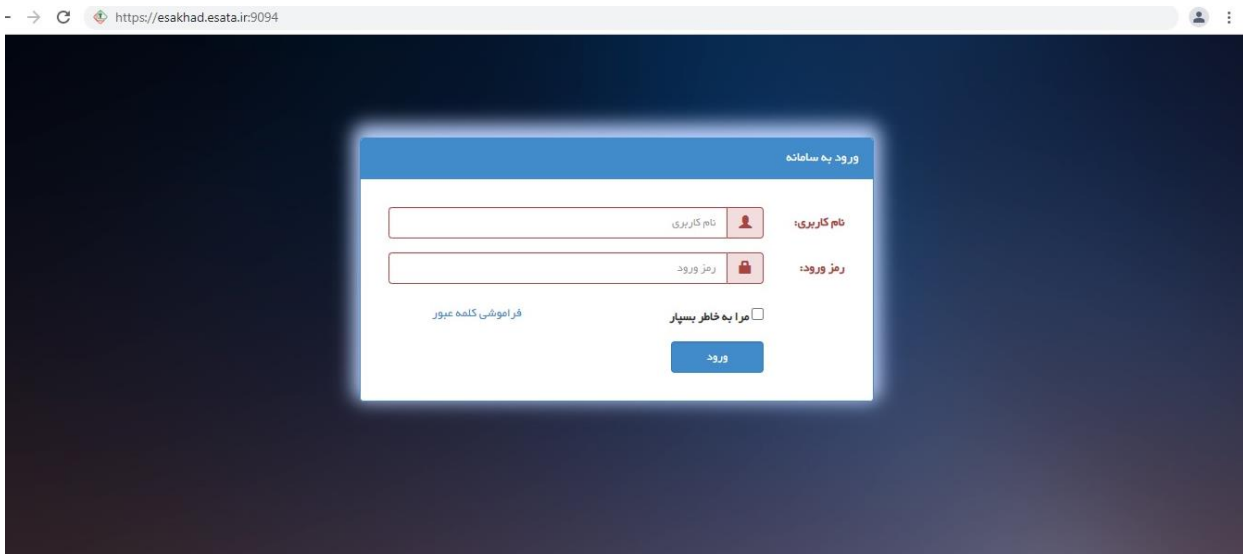 https://esakhad.esata.ir:9094
ورود به سامانه
نام کاربری:
نام کاربری
رمز ورود:
رمز ورود
مرا به خاطر بسپار
فراموشی کلمه عبور
ورود